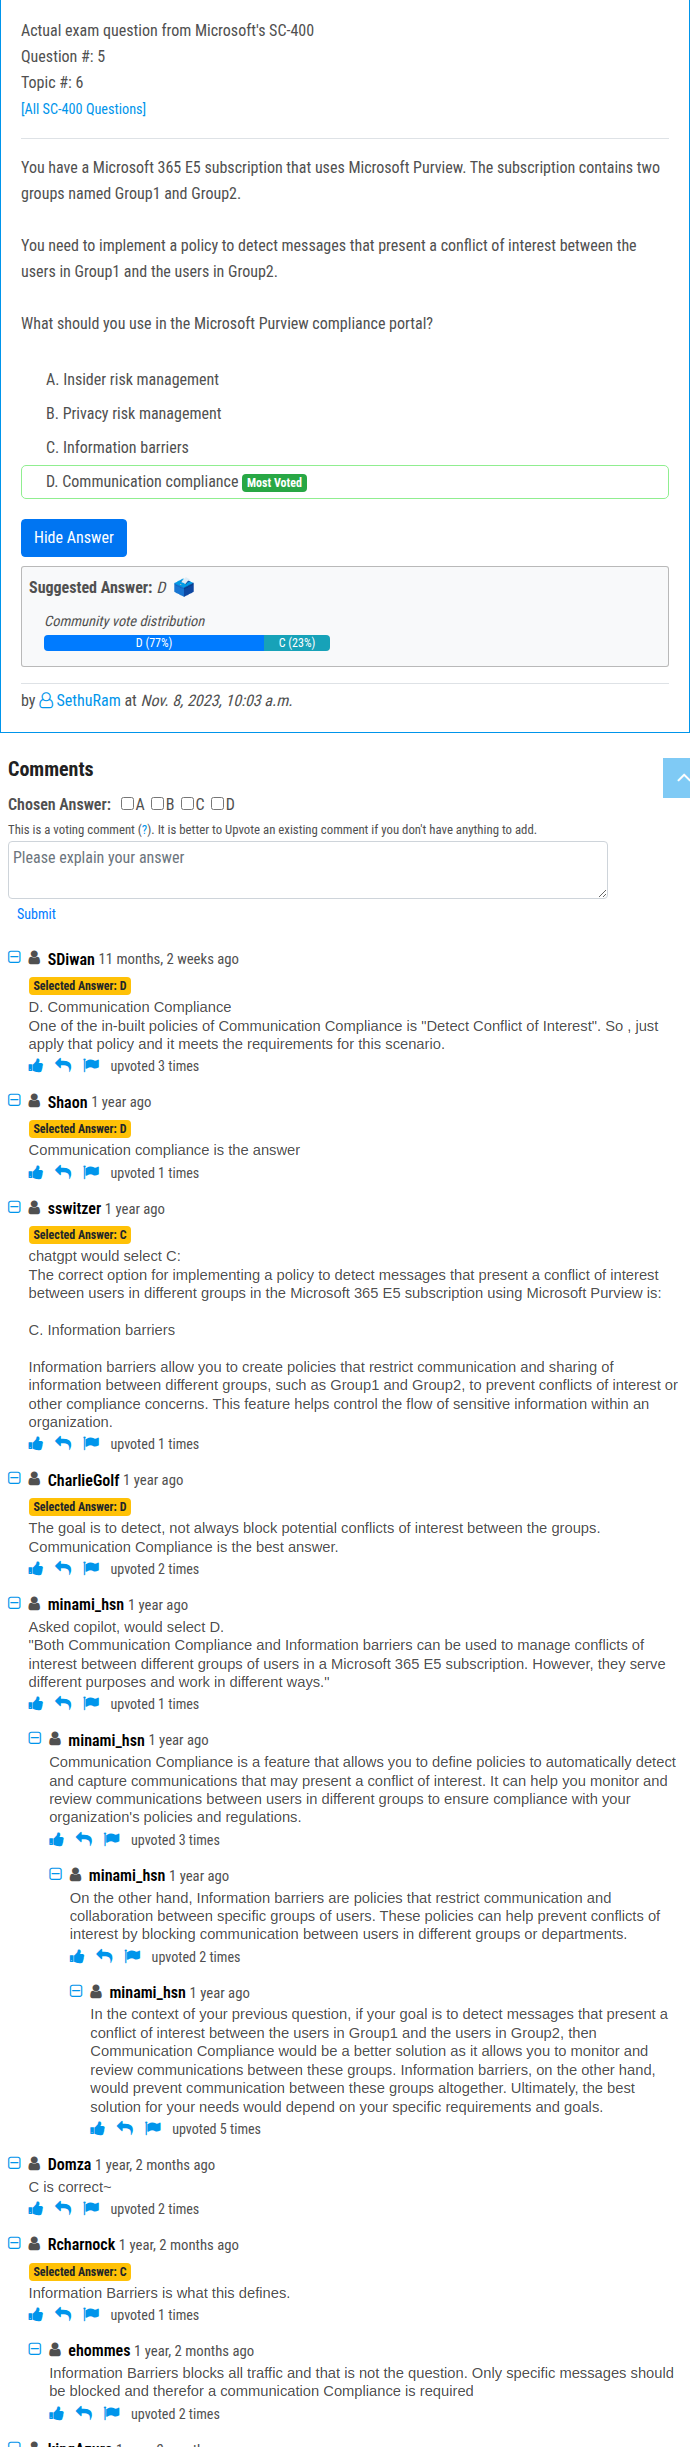 Actual exam question from Microsoft's SC-400
Question #: 5
Topic #: 6
[All SC-400 Questions]
You have a Microsoft 365 E5 subscription that uses Microsoft Purview. The subscription contains two
groups named Group1 and Group2.
You need to implement a policy to detect messages that present a conflict of interest between the
users in Group1 and the users in Group2.
What should you use in the Microsoft Purview compliance portal?
A. Insider risk management
B. Privacy risk management
C. Information barriers
D. Communication compliance Most Voted
Hide Answer
Suggested Answer: D
Community vote distribution
D (77%) C (23%)
by SethuRam at Nov. 8, 2023, 10:03 a.m.
Comments
Chosen Answer: A B C D
This is a voting comment (?). It is better to Upvote an existing comment if you don't have anything to add.
Please explain your answer
Submit
SDiwan 11 months, 2 weeks ago
Selected Answer: D
D. Communication Compliance
One of the in-built policies of Communication Compliance is "Detect Conflict of Interest". So , just
apply that policy and it meets the requirements for this scenario.
upvoted 3 times
Shaon 1 year ago
Selected Answer: D
Communication compliance is the answer
upvoted 1 times
sswitzer 1 year ago
Selected Answer: C
chatgpt would select C:
The correct option for implementing a policy to detect messages that present a conflict of interest
between users in different groups in the Microsoft 365 E5 subscription using Microsoft Purview is:
C. Information barriers
Information barriers allow you to create policies that restrict communication and sharing of
information between different groups, such as Group1 and Group2, to prevent conflicts of interest or
other compliance concerns. This feature helps control the flow of sensitive information within an
organization.
upvoted 1 times
CharlieGolf 1 year ago
Selected Answer: D
The goal is to detect, not always block potential conflicts of interest between the groups.
Communication Compliance is the best answer.
upvoted 2 times
minami_hsn 1 year ago
Asked copilot, would select D.
"Both Communication Compliance and Information barriers can be used to manage conflicts of
interest between different groups of users in a Microsoft 365 E5 subscription. However, they serve
different purposes and work in different ways."
upvoted 1 times
minami_hsn 1 year ago
Communication Compliance is a feature that allows you to define policies to automatically detect
and capture communications that may present a conflict of interest. It can help you monitor and
review communications between users in different groups to ensure compliance with your
organization's policies and regulations.
upvoted 3 times
minami_hsn 1 year ago
On the other hand, Information barriers are policies that restrict communication and
collaboration between specific groups of users. These policies can help prevent conflicts of
interest by blocking communication between users in different groups or departments.
upvoted 2 times
minami_hsn 1 year ago
In the context of your previous question, if your goal is to detect messages that present a
conflict of interest between the users in Group1 and the users in Group2, then
Communication Compliance would be a better solution as it allows you to monitor and
review communications between these groups. Information barriers, on the other hand,
would prevent communication between these groups altogether. Ultimately, the best
solution for your needs would depend on your specific requirements and goals.
upvoted 5 times
Domza 1 year, 2 months ago
C is correct~
upvoted 2 times
Rcharnock 1 year, 2 months ago
Selected Answer: C
Information Barriers is what this defines.
upvoted 1 times
ehommes 1 year, 2 months ago
Information Barriers blocks all traffic and that is not the question. Only specific messages should
be blocked and therefor a communication Compliance is required
upvoted 2 times